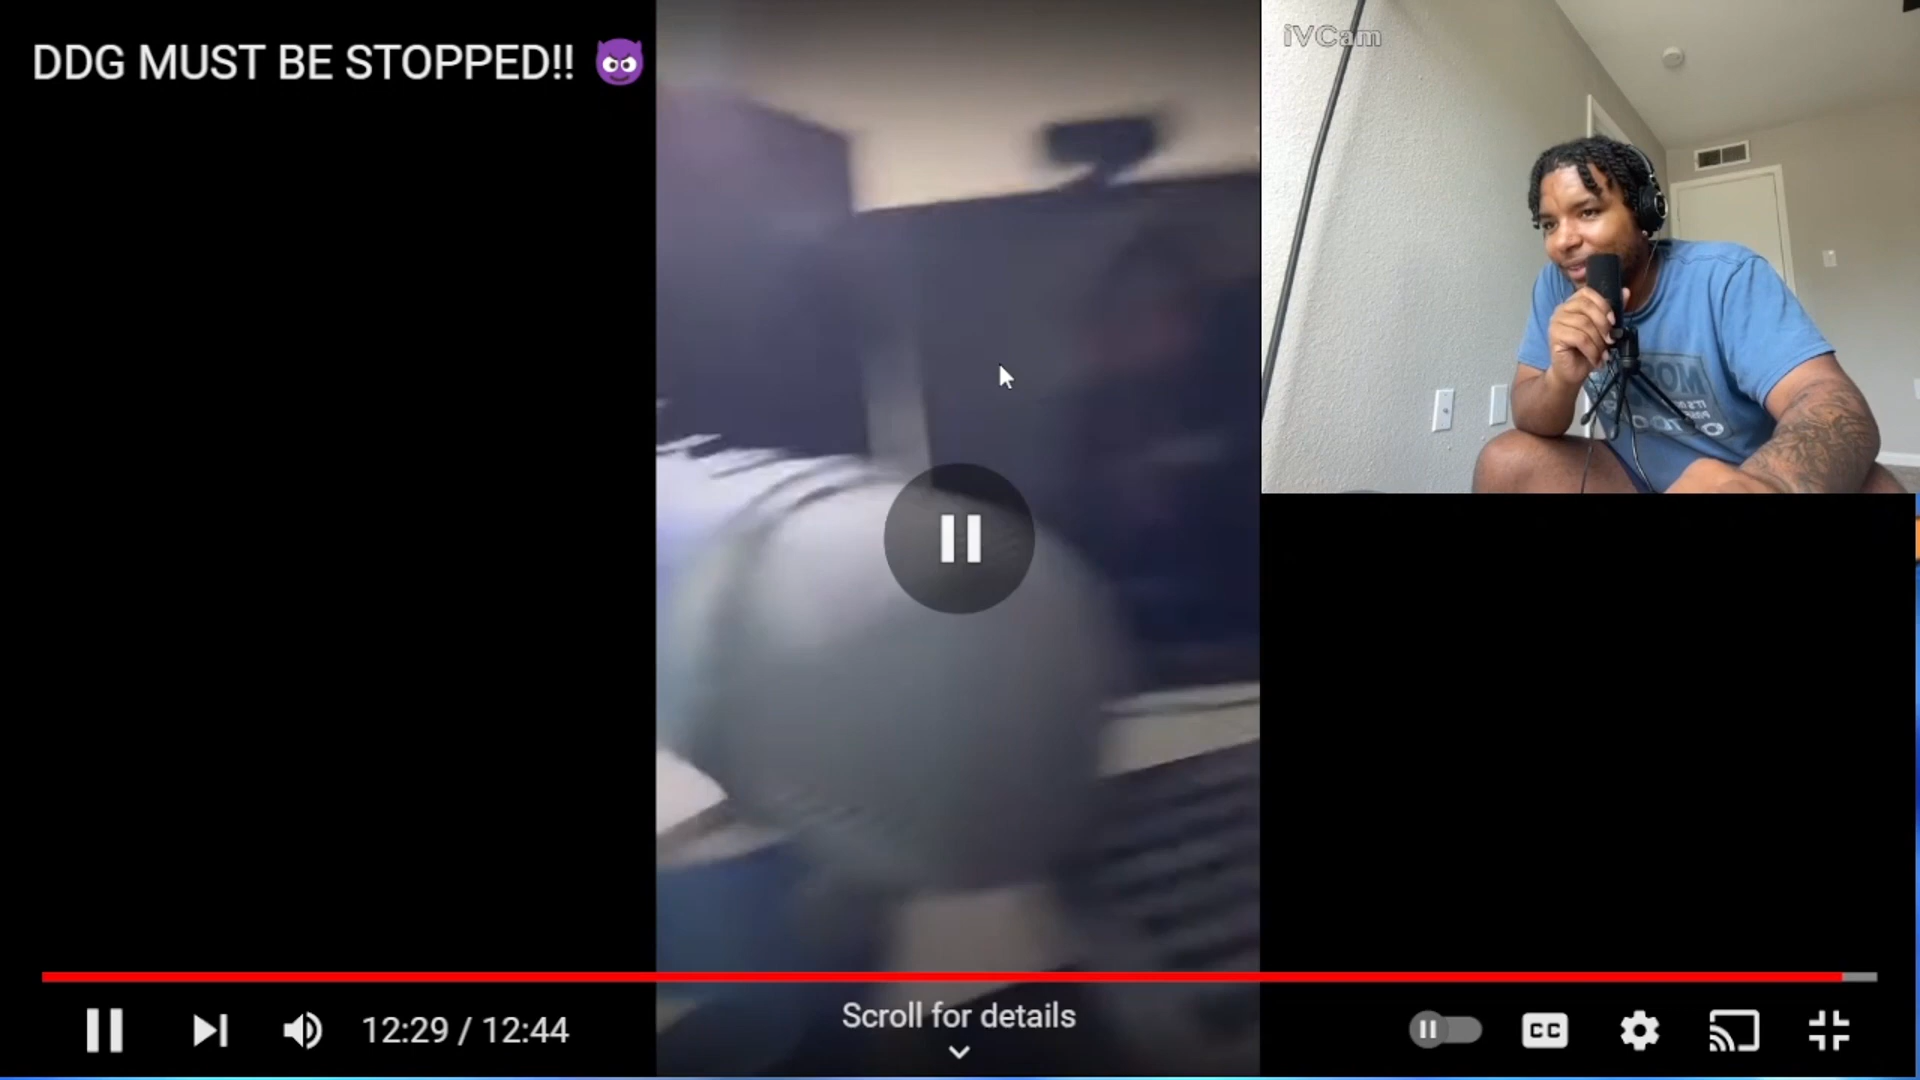 DDG MUST BE STOPPED!! 😈
iVCam
Scroll for details
12:29 / 12:44
CC